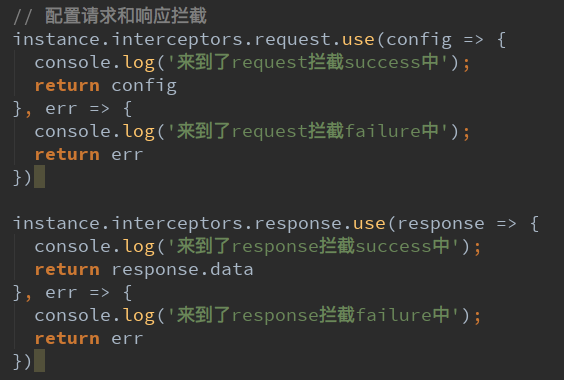 // 配置请求和响应拦截
instance.interceptors.request.use(config => {
  console.log('来到了request拦截success中');
  return config
}, err => {
  console.log('来到了request拦截failure中');
  return err
})

instance.interceptors.response.use(response => {
  console.log('来到了response拦截success中');
  return response.data
}, err => {
  console.log('来到了response拦截failure中');
  return err
})